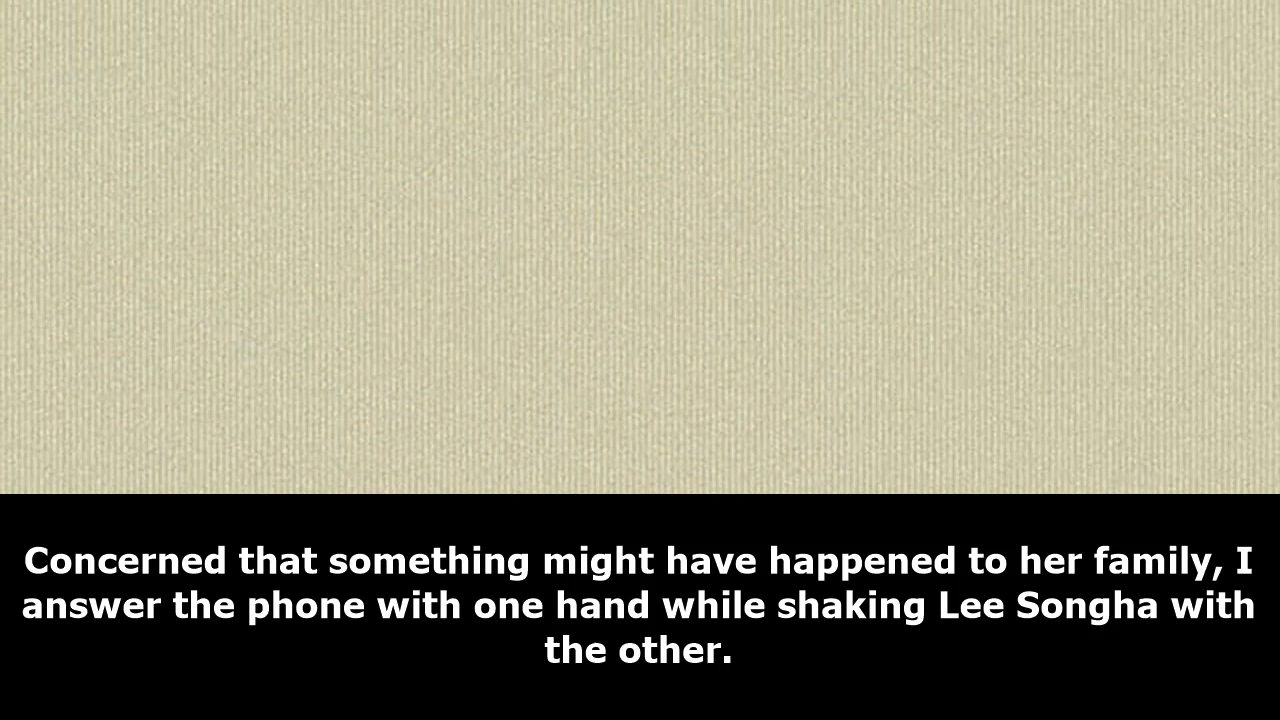 Concerned that something might have happened to her family, I
answer the phone with one hand while shaking Lee Songha with
the other.